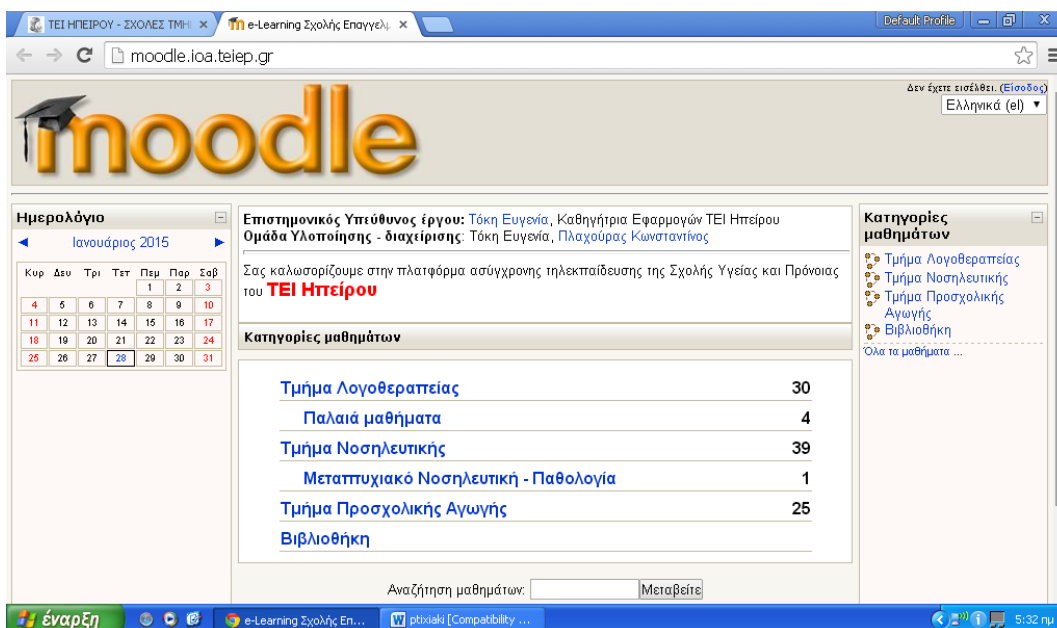 ΤΕΙ ΗΠΕΙΡΟΥ - ΣΧΟΛΕΣ ΤΜΗ
e-Learning Σχολής Επαγγελμ
Default Profile
moodle.ioa.teiep.gr
moodle
Δεν έχετε εισέλθει. (Είσοδος)
Ελληνικά (el)
Ημερολόγιο
Ιανουάριος 2015
Κυρ Δευ Τρι Τετ Πεμ Παρ Σαβ
1 2 3
4 5 6 7 8 9 10
11 12 13 14 15 16 17
18 19 20 21 22 23 24
25 26 27 28 29 30 31
Επιστημονικός Υπεύθυνος έργου: Τόκη Ευγενία, Καθηγήτρια Εφαρμογών ΤΕΙ Ηπείρου
Ομάδα Υλοποίησης - διαχείρισης: Τόκη Ευγενία, Πλαχούρας Κωνσταντίνος
Σας καλωσορίζουμε στην πλατφόρμα ασύγχρονης τηλεκπαίδευσης της Σχολής Υγείας και Πρόνοιας
του ΤΕΙ Ηπείρου
Κατηγορίες μαθημάτων
Τμήμα Λογοθεραπείας 30
Παλαιά μαθήματα 4
Τμήμα Νοσηλευτικής 39
Μεταπτυχιακό Νοσηλευτική - Παθολογία 1
Τμήμα Προσχολικής Αγωγής 25
Βιβλιοθήκη
Αναζήτηση μαθημάτων: Μεταβείτε
Κατηγορίες
μαθημάτων
Τμήμα Λογοθεραπείας
Τμήμα Νοσηλευτικής
Τμήμα Προσχολικής
Αγωγής
Βιβλιοθήκη
Όλα τα μαθήματα ...
έναρξη
e-Learning Σχολής Επ...
ptixiaki [Compatibility ...
5:32 πμ